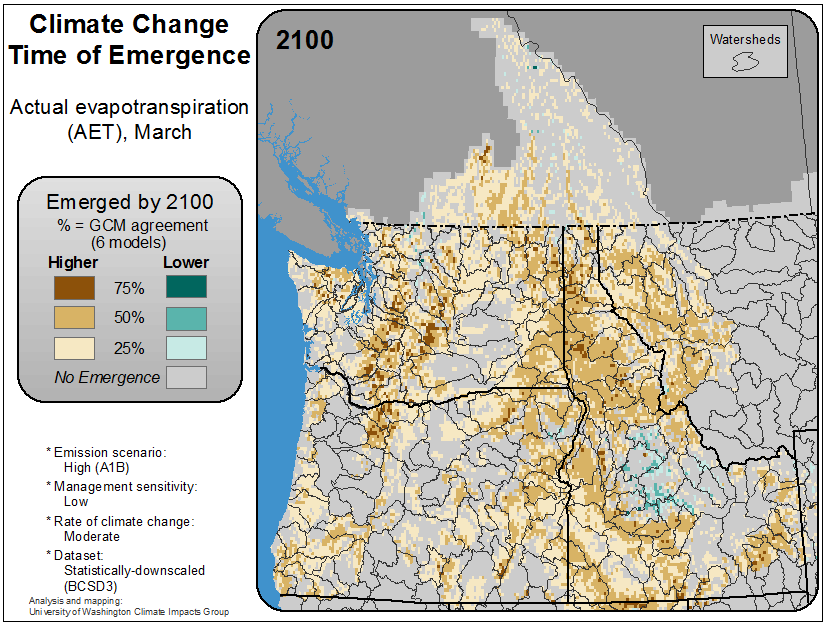 Climate Change
Time of Emergence
Actual evapotranspiration
(AET), March
Emerged by 2100
% = GCM agreement
(6 models)
Higher Lower
75%
50%
25%
No Emergence
* Emission scenario:
High (A1B)
* Management sensitivity:
Low
* Rate of climate change:
Moderate
* Dataset:
Statistically-downscaled
(BCSD3)
Analysis and mapping:
University of Washington Climate Impacts Group
2100
Watersheds